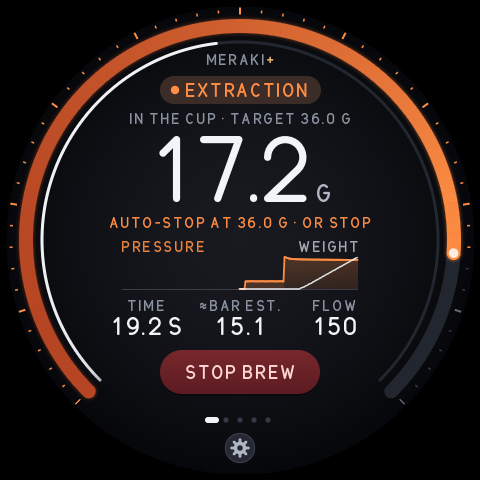 MERAKI+
EXTRACTION
IN THE CUP · TARGET 36.0 G
17.2 G
AUTO-STOP AT 36.0 G · OR STOP
PRESSURE WEIGHT
TIME ≈BAR EST. FLOW
19.2 S 15.1 150
STOP BREW